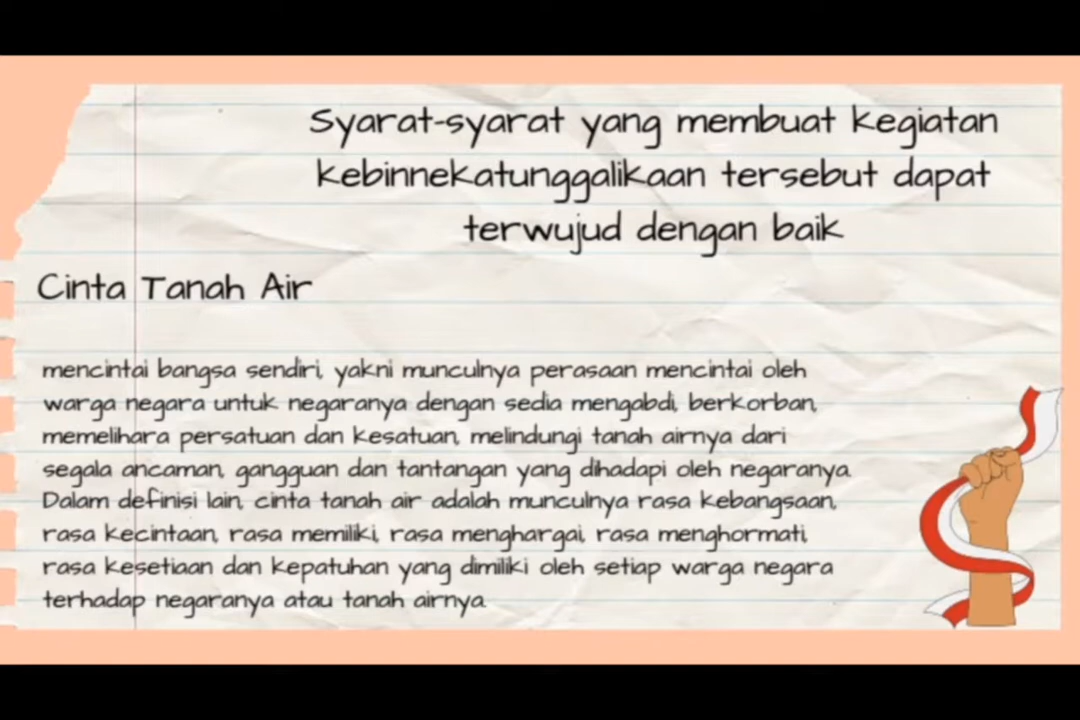 Syarat-syarat yang membuat kegiatan
kebinnekatunggalikaan tersebut dapat
terwujud dengan baik
Cinta Tanah Air
mencintai bangsa sendiri, yakni munculnya perasaan mencintai oleh
warga negara untuk negaranya dengan sedia mengabdi, berkorban,
memelihara persatuan dan kesatuan, melindungi tanah airnya dari
segala ancaman, gangguan dan tantangan yang dihadapi oleh negaranya.
Dalam definisi lain, cinta tanah air adalah munculnya rasa kebangsaan,
rasa kecintaan, rasa memiliki, rasa menghargai, rasa menghormati,
rasa kesetiaan dan kepatuhan yang dimiliki oleh setiap warga negara
terhadap negaranya atau tanah airnya.